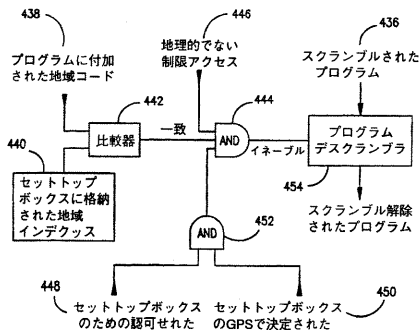 438
プログラムに付加
された地域コード
446
地理的でない
制限アクセス
436
スクランブルされた
プログラム
442
比較器
一致
444
AND
イネーブル
プログラム
デスクランブラ
454
440
セットトップ
ボックスに格納
された地域
インデクッス
スクランブル解除
されたプログラム
AND
452
448
セットトップボックス
のための認可せれた
セットトップボックス
のGPSで決定された
450